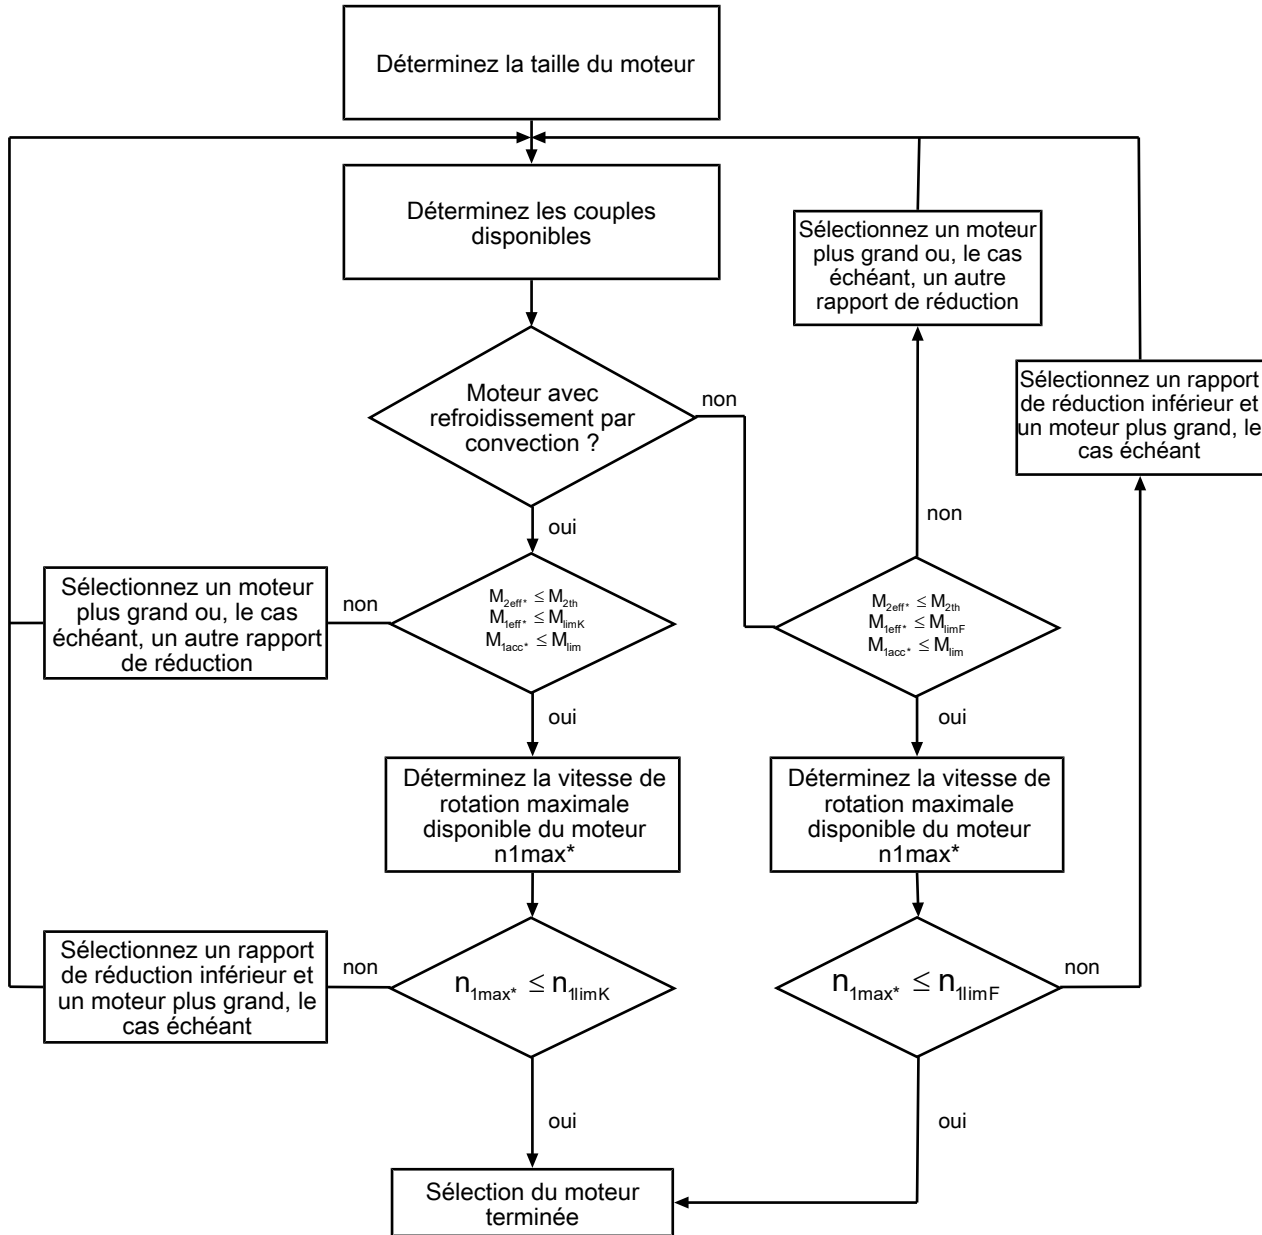 Déterminez la taille du moteur
Déterminez les couples
disponibles
Sélectionnez un moteur
plus grand ou, le cas
échéant, un autre
rapport de réduction
Moteur avec
refroidissement par
convection ?
non
Sélectionnez un rapport
de réduction inférieur et
un moteur plus grand, le
cas échéant
oui
non
Sélectionnez un moteur
plus grand ou, le cas
échéant, un autre rapport
de réduction
non
M2eff* ≤ M2th
M1eff* ≤ MlimK
M1acc* ≤ Mlim
M2eff* ≤ M2th
M1eff* ≤ MlimF
M1acc* ≤ Mlim
oui
oui
Déterminez la vitesse de
rotation maximale
disponible du moteur
n1max*
Déterminez la vitesse de
rotation maximale
disponible du moteur
n1max*
Sélectionnez un rapport
de réduction inférieur et
un moteur plus grand, le
cas échéant
non
n1max* ≤ n1limK
n1max* ≤ n1limF
non
oui
oui
Sélection du moteur
terminée